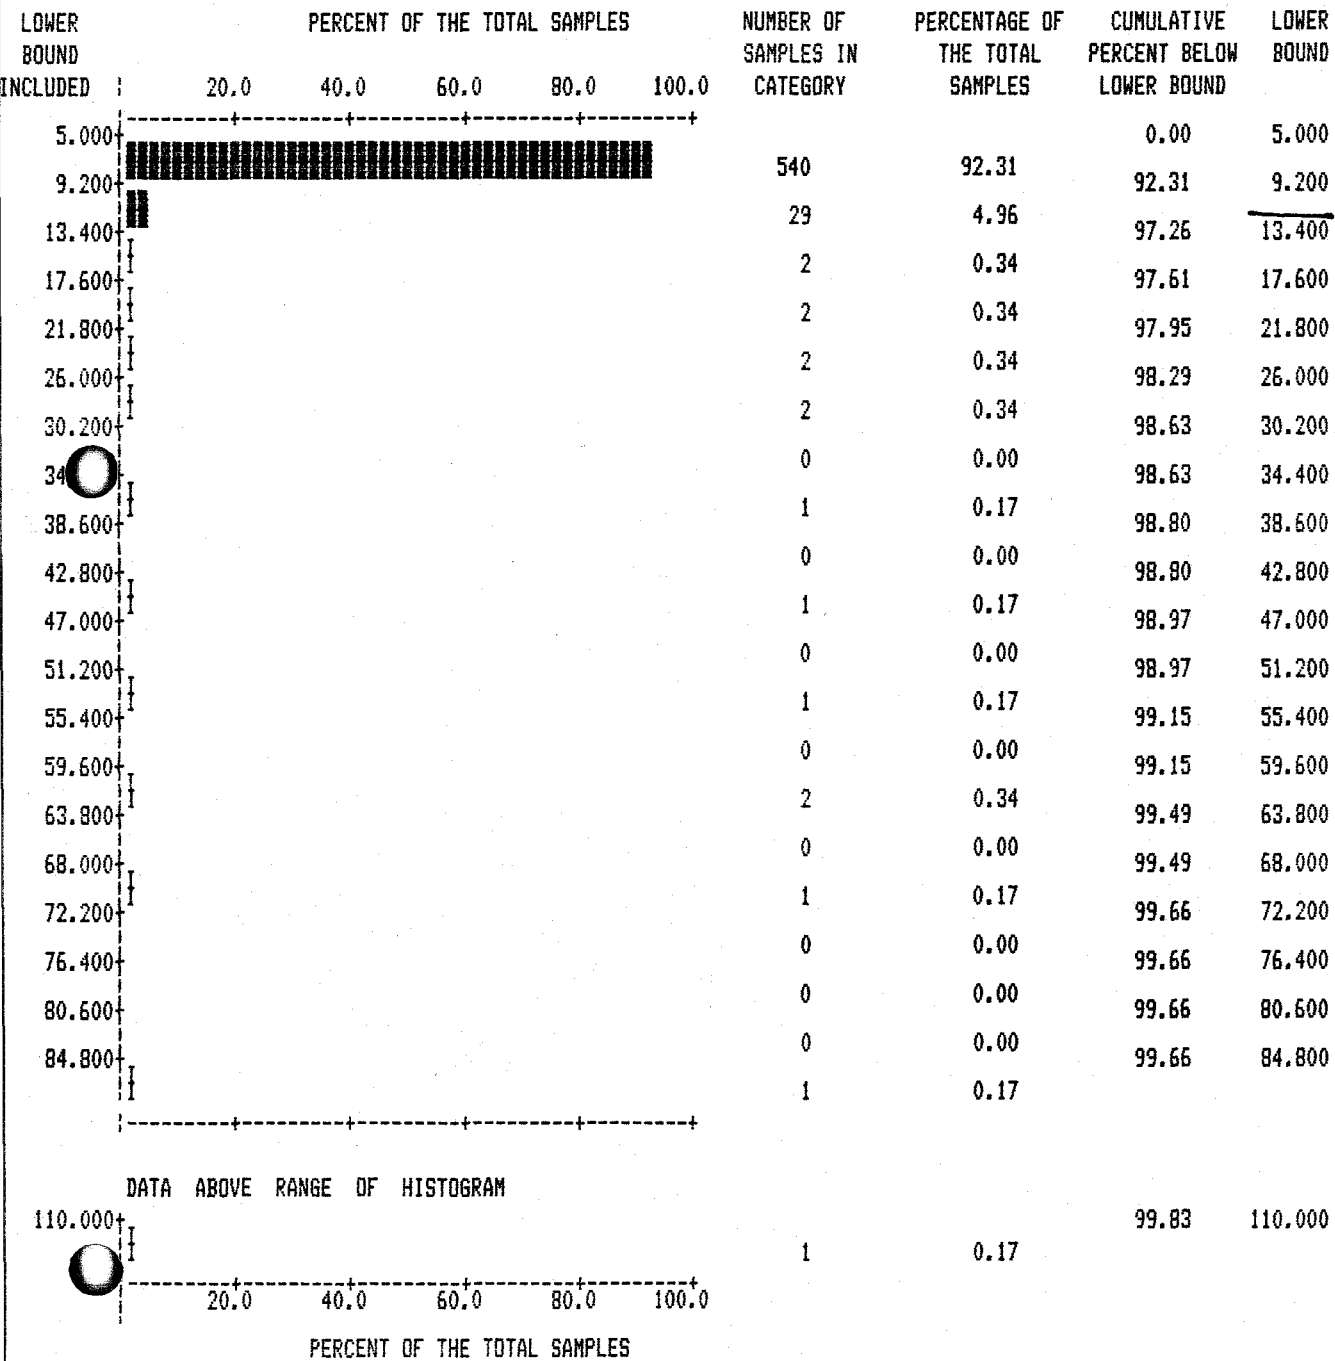 LOWER PERCENT OF THE TOTAL SAMPLES NUMBER OF PERCENTAGE OF CUMULATIVE LOWER
BOUND SAMPLES IN THE TOTAL PERCENT BELOW BOUND
INCLUDED 20.0 40.0 60.0 80.0 100.0 CATEGORY SAMPLES LOWER BOUND
5.000 0.00 5.000
540 92.31
9.200 92.31 9.200
29 4.96
13.400 97.26 13.400
2 0.34
17.600 97.61 17.600
2 0.34
21.800 97.95 21.800
2 0.34
26.000 98.29 26.000
2 0.34
30.200 98.63 30.200
0 0.00
34 98.63 34.400
1 0.17
38.600 98.80 38.600
0 0.00
42.800 98.80 42.800
1 0.17
47.000 98.97 47.000
0 0.00
51.200 98.97 51.200
1 0.17
55.400 99.15 55.400
0 0.00
59.600 99.15 59.600
2 0.34
63.800 99.49 63.800
0 0.00
68.000 99.49 68.000
1 0.17
72.200 99.66 72.200
0 0.00
76.400 99.66 76.400
0 0.00
80.600 99.66 80.600
0 0.00
84.800 99.66 84.800
1 0.17
DATA ABOVE RANGE OF HISTOGRAM
110.000 99.83 110.000
1 0.17
20.0 40.0 60.0 80.0 100.0
PERCENT OF THE TOTAL SAMPLES